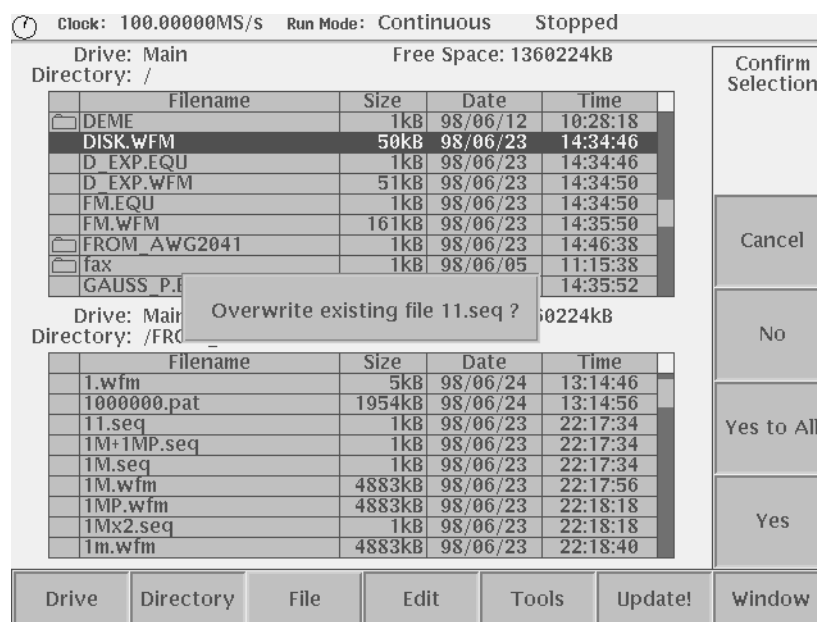 Clock: 100.00000MS/s Run Mode: Continuous Stopped
Drive: Main Free Space: 1360224kB
Directory: /
Filename Size Date Time
DEME 1kB 98/06/12 10:28:18
DISK.WFM 50kB 98/06/23 14:34:46
D_EXP.EQU 1kB 98/06/23 14:34:46
D_EXP.WFM 51kB 98/06/23 14:34:50
FM.EQU 1kB 98/06/23 14:34:50
FM.WFM 161kB 98/06/23 14:35:50
FROM_AWG2041 1kB 98/06/23 14:46:38
fax 1kB 98/06/05 11:15:38
GAUSS_P.E 14:35:52
Overwrite existing file 11.seq ?
Drive: Main 60224kB
Directory: /FRO
Filename Size Date Time
1.wfm 5kB 98/06/24 13:14:46
1000000.pat 1954kB 98/06/24 13:14:56
11.seq 1kB 98/06/23 22:17:34
1M+1MP.seq 1kB 98/06/23 22:17:34
1M.seq 1kB 98/06/23 22:17:34
1M.wfm 4883kB 98/06/23 22:17:56
1MP.wfm 4883kB 98/06/23 22:18:18
1Mx2.seq 1kB 98/06/23 22:18:18
1m.wfm 4883kB 98/06/23 22:18:40
Confirm
Selection
Cancel
No
Yes to All
Yes
Drive Directory File Edit Tools Update! Window